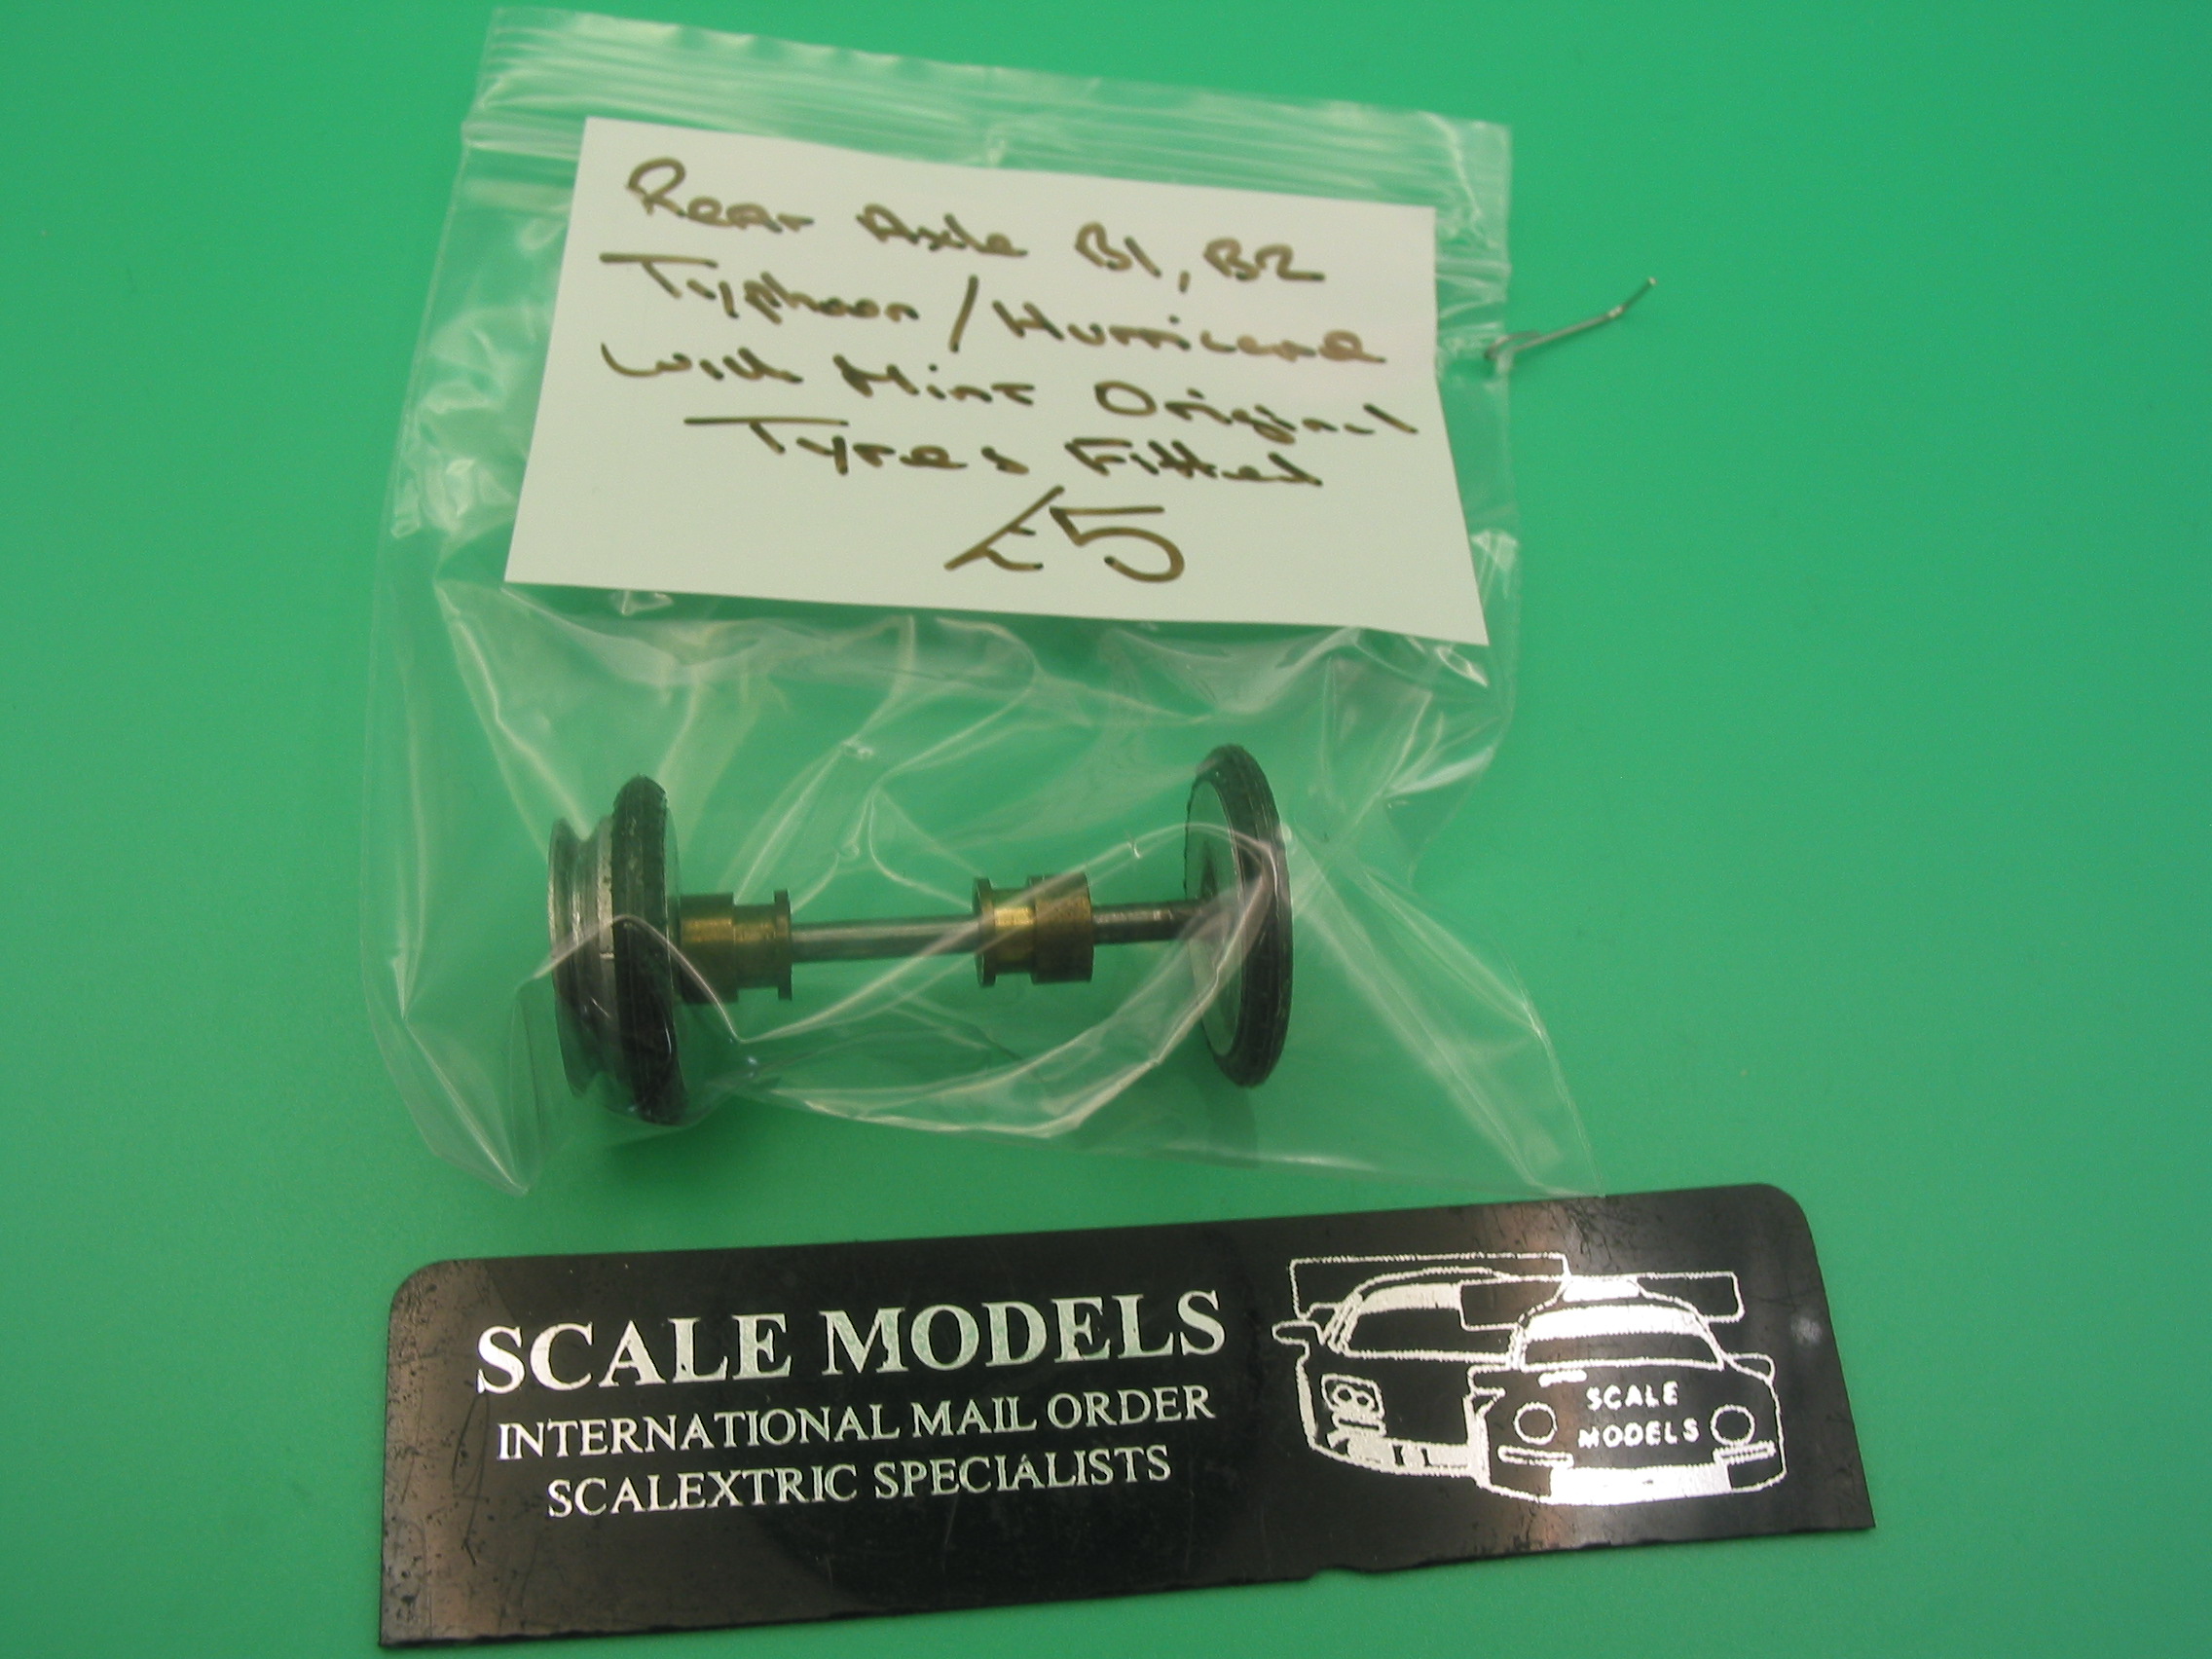 Rear Axle B1, B2
Typhoon / Hurricane
with Mint Original
Tyres Fitted
£5
SCALE MODELS
INTERNATIONAL MAIL ORDER
SCALEXTRIC SPECIALISTS
SCALE
MODELS